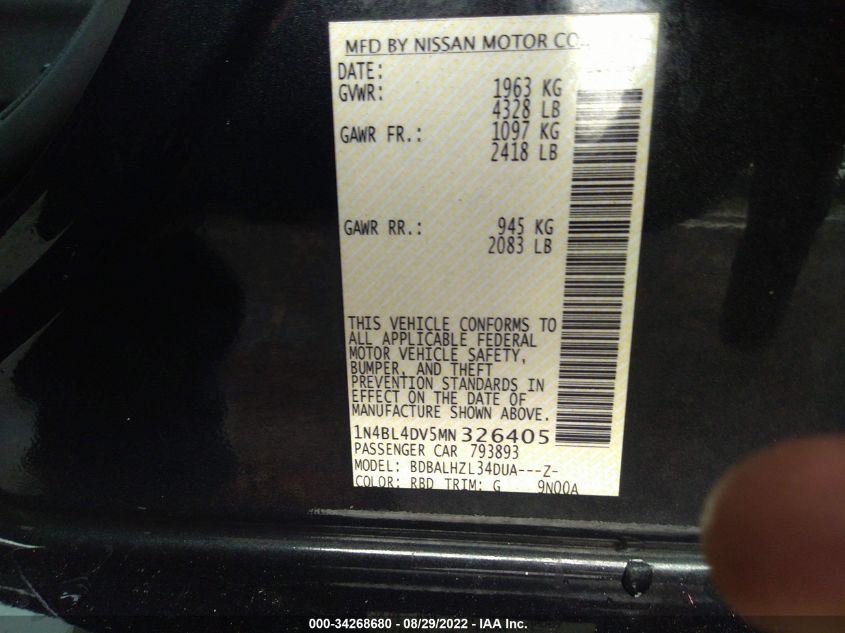 MFD BY NISSAN MOTOR CO.,
DATE:
GVWR: 1963 KG
4328 LB
GAWR FR.: 1097 KG
2418 LB
GAWR RR.: 945 KG
2083 LB
THIS VEHICLE CONFORMS TO
ALL APPLICABLE FEDERAL
MOTOR VEHICLE SAFETY,
BUMPER, AND THEFT
PREVENTION STANDARDS IN
EFFECT ON THE DATE OF
MANUFACTURE SHOWN ABOVE.
1N4BL4DV5MN 326405
PASSENGER CAR 793893
MODEL: BDBALHZL34DUA---Z-
COLOR: RBD TRIM: G 9N00A
000-34268680 - 08/29/2022 - IAA Inc.